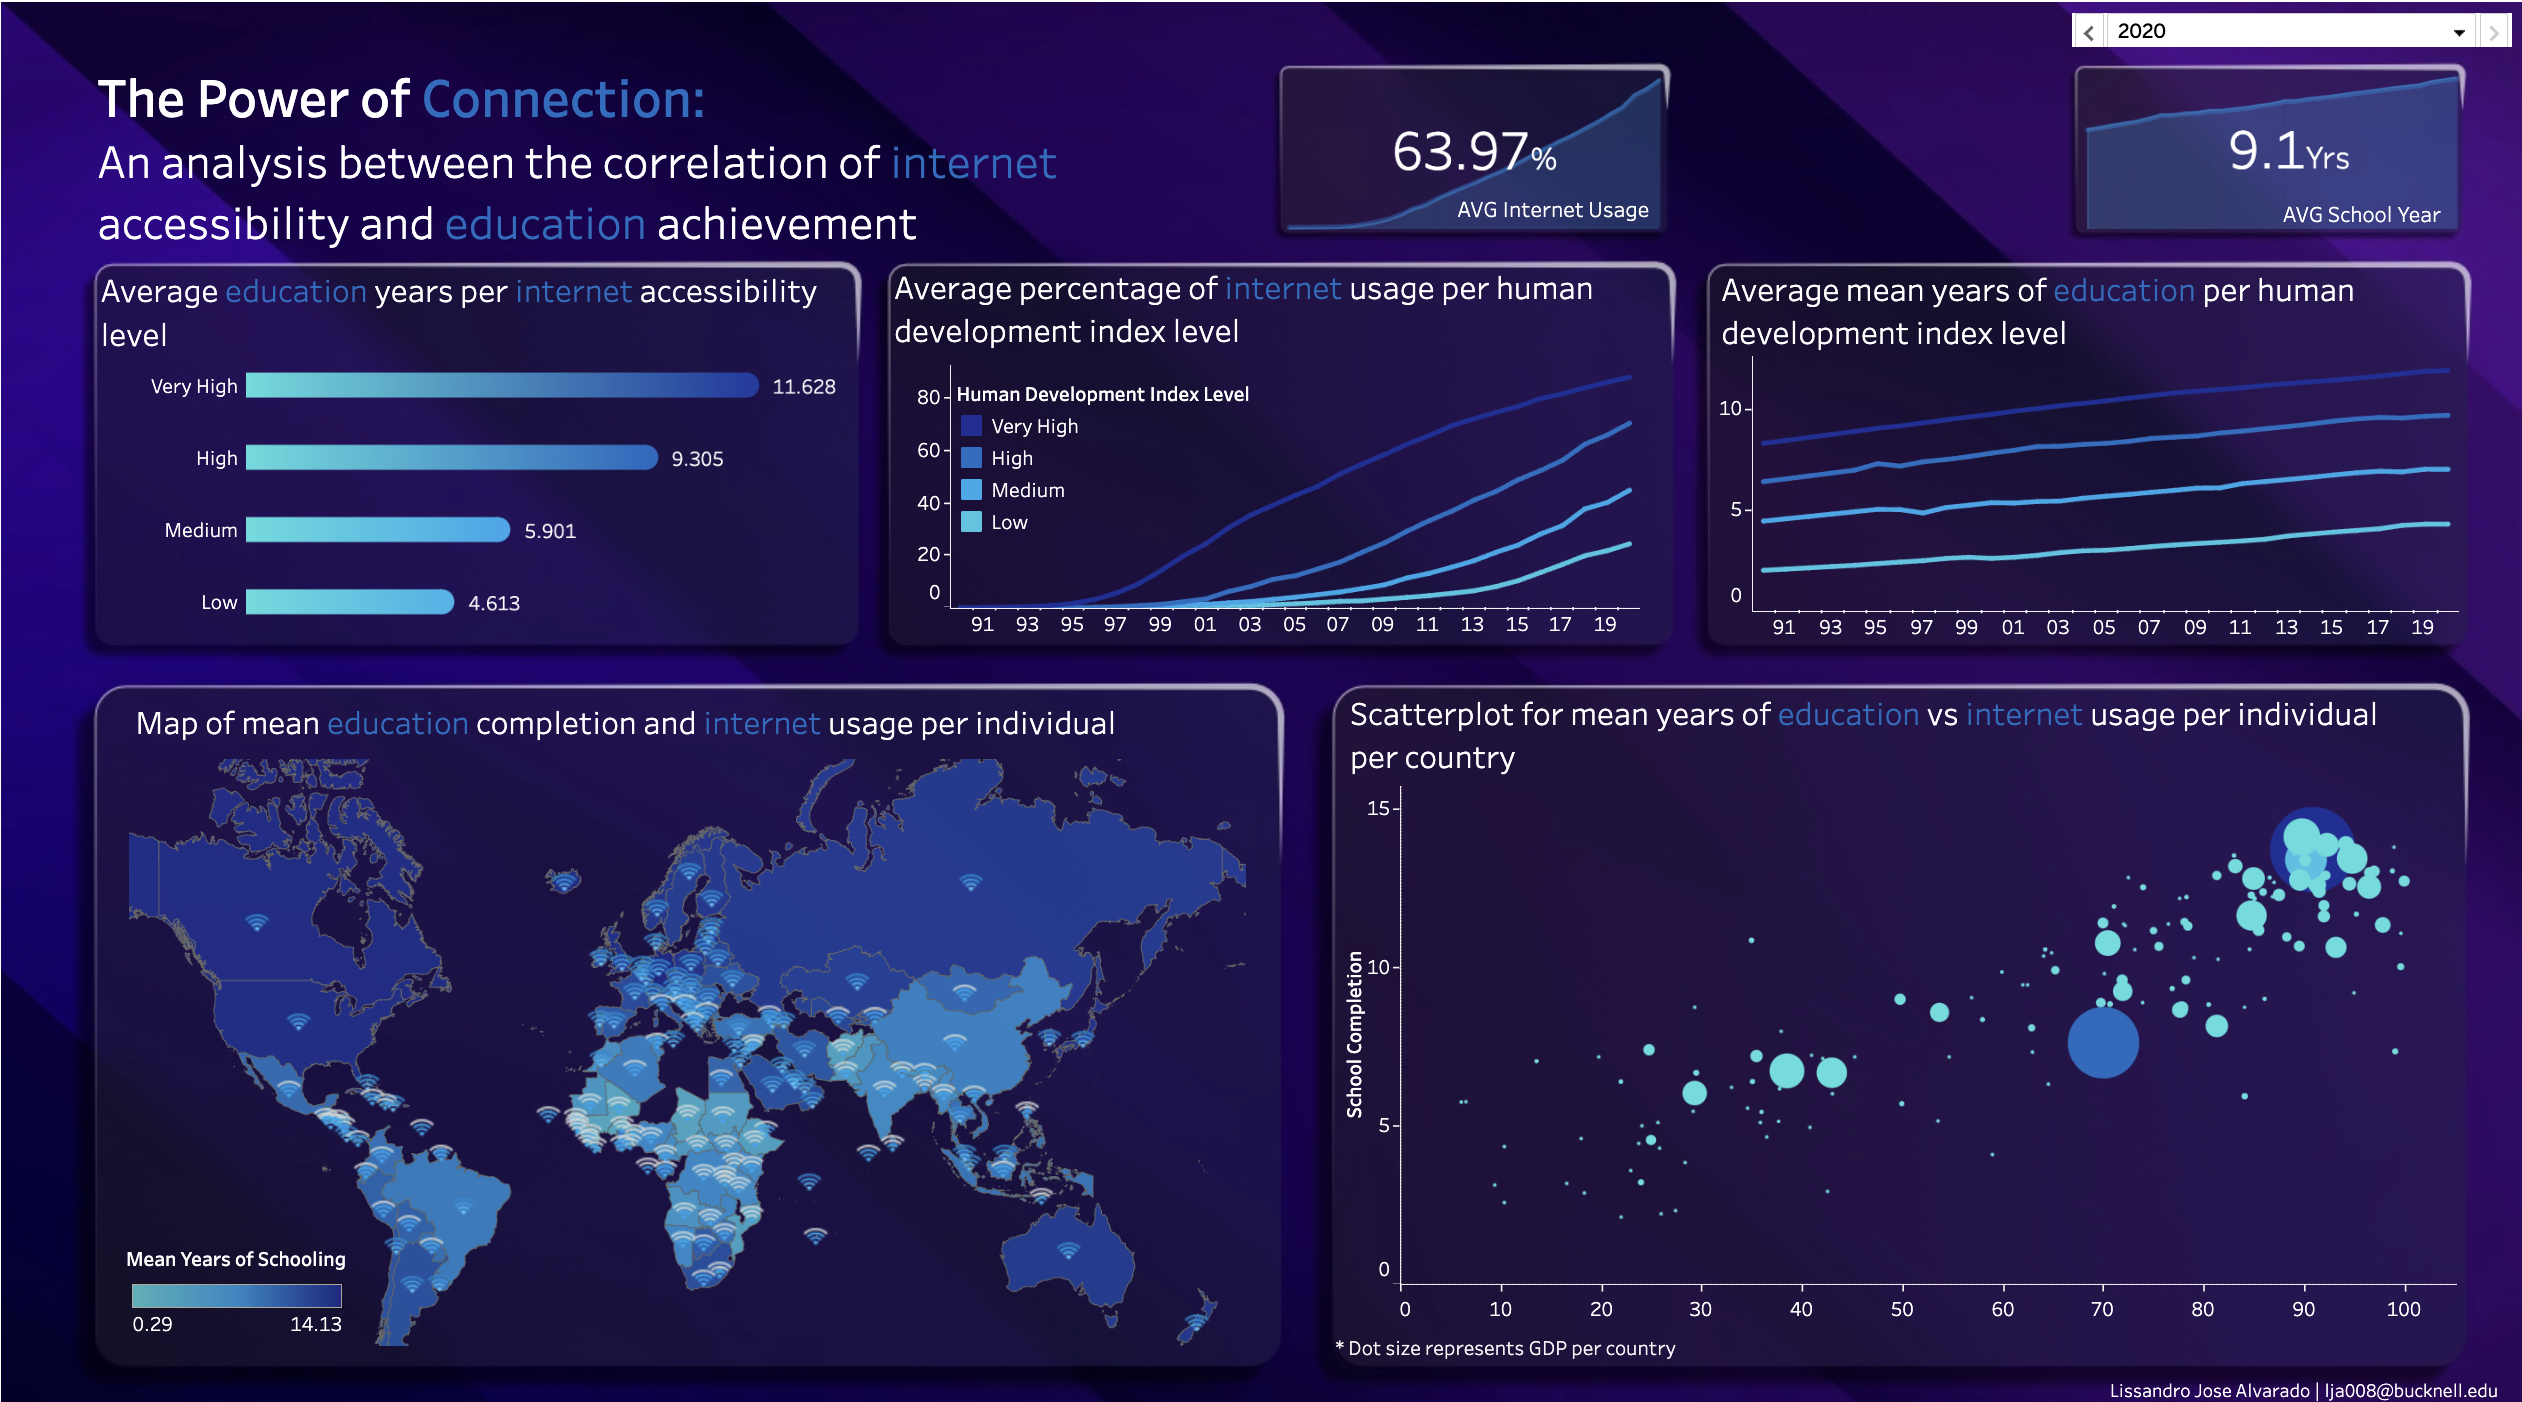 2020
The Power of Connection:
An analysis between the correlation of internet
accessibility and education achievement
63.97%
AVG Internet Usage
9.1Yrs
AVG School Year
Average education years per internet accessibility
level
Very High 11.628
High 9.305
Medium 5.901
Low 4.613
Average percentage of internet usage per human
development index level
80
60
40
20
0
Human Development Index Level
Very High
High
Medium
Low
91 93 95 97 99 01 03 05 07 09 11 13 15 17 19
Average mean years of education per human
development index level
10
5
0
91 93 95 97 99 01 03 05 07 09 11 13 15 17 19
Map of mean education completion and internet usage per individual
Mean Years of Schooling
0.29 14.13
Scatterplot for mean years of education vs internet usage per individual
per country
School Completion
15
10
5
0
0 10 20 30 40 50 60 70 80 90 100
* Dot size represents GDP per country
Lissandro Jose Alvarado | lja008@bucknell.edu